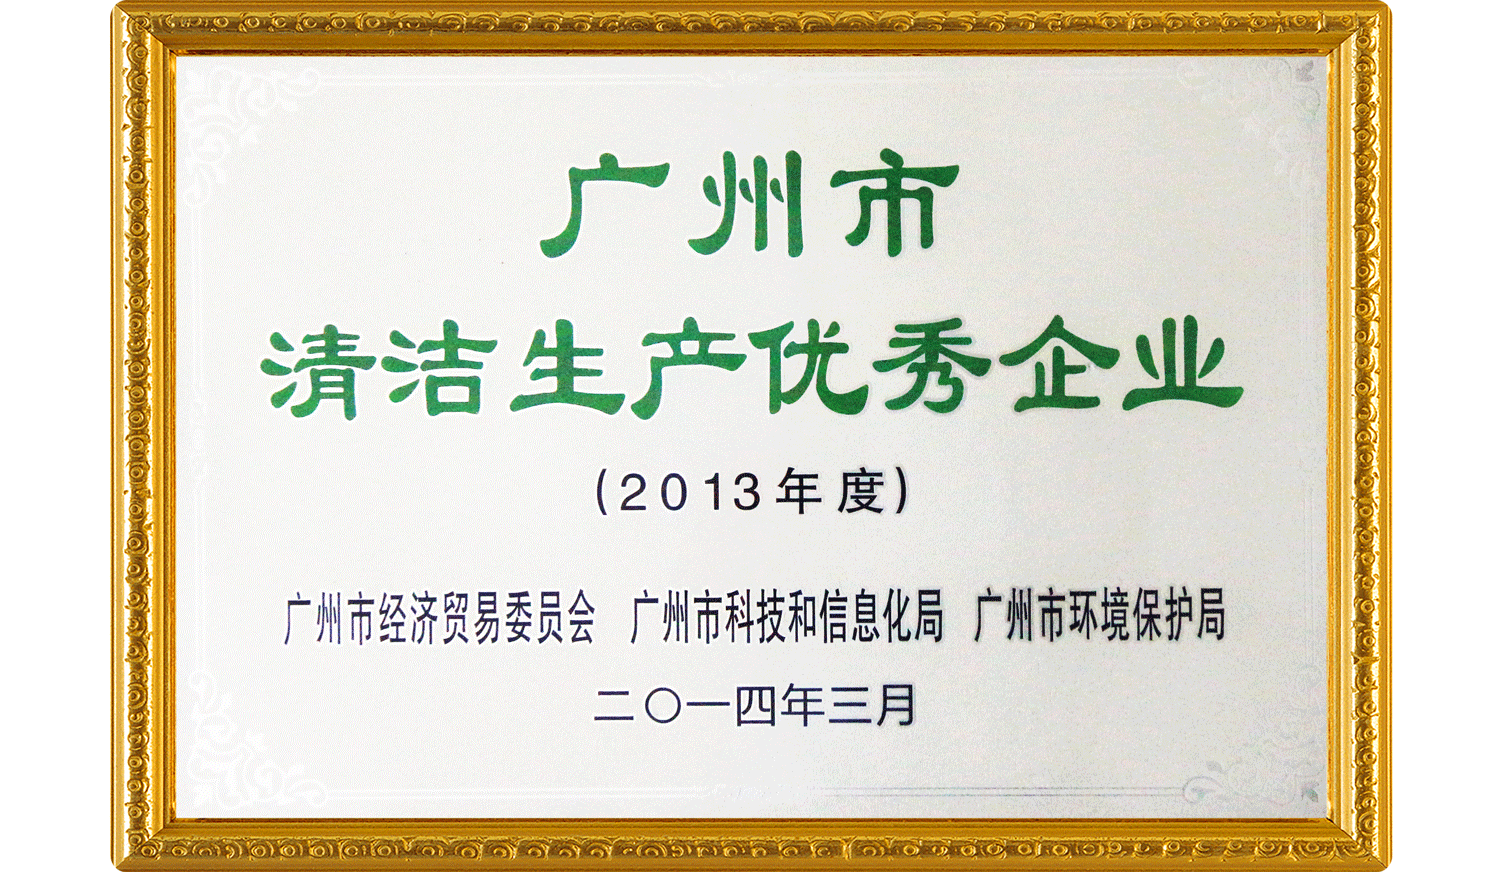 广州市
清洁生产优秀企业
(2013年度)
广州市经济贸易委员会 广州市科技和信息化局 广州市环境保护局
二〇一四年三月